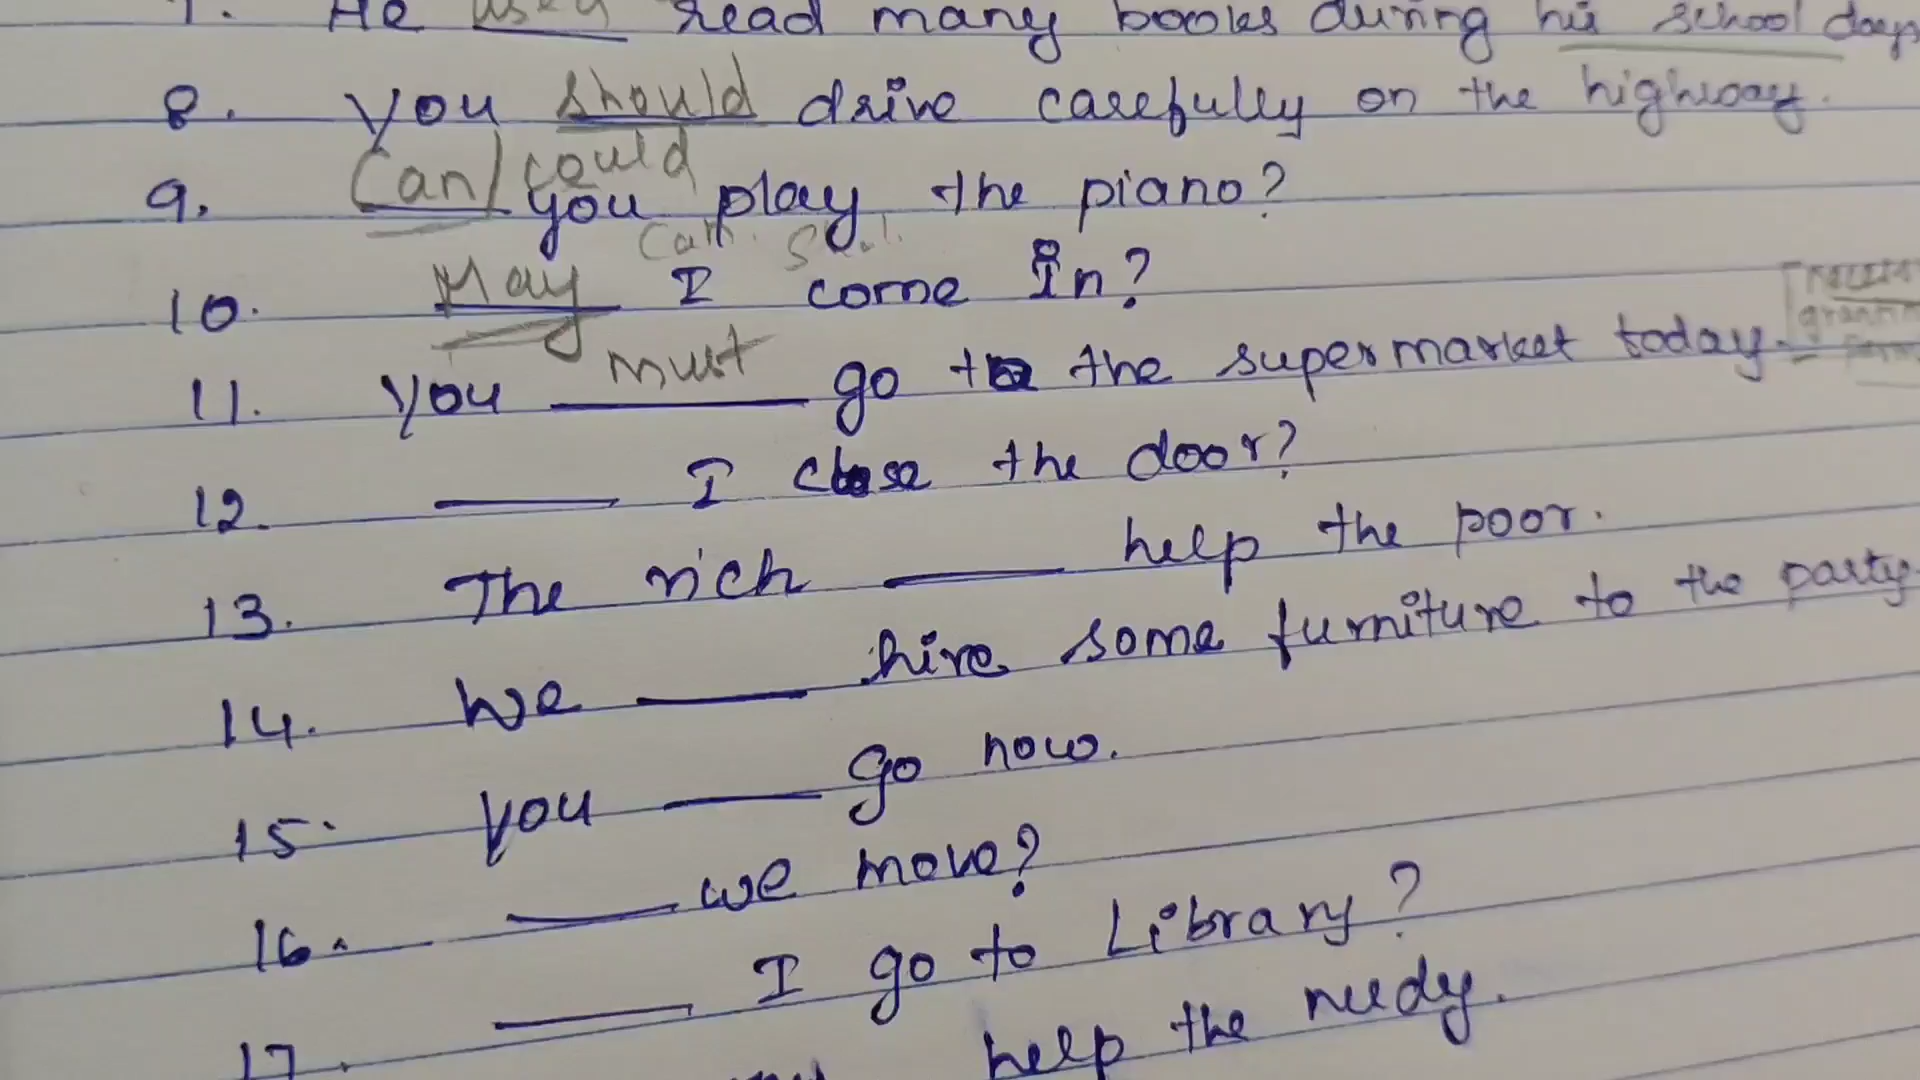 7. He used read many books during his school days
8. You should drive carefully on the highway.
9. Can/could you play the piano?
Can.
10. May I come In?
11. You must go to the supermarket today.
12. ____ I close the door?
13. The rich ____ help the poor.
14. We ____ hire some furniture to the party.
15. You ____ go now.
16. ____ we move?
17. ____ I go to Library?
help the needy.